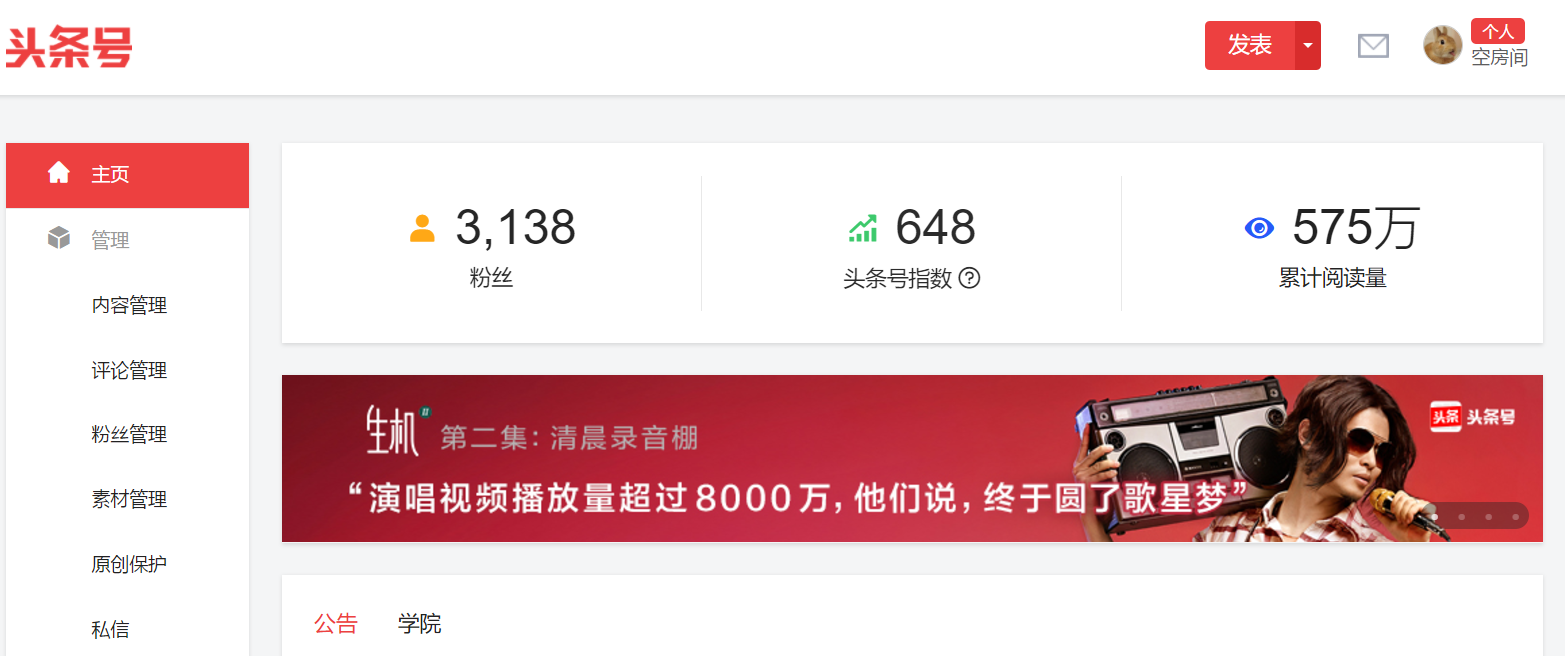 头条号
发表
个人
空房间
主页
管理
内容管理
评论管理
粉丝管理
素材管理
原创保护
私信
3,138
粉丝
648
头条号指数 ?
575万
累计阅读量
生机 II
第二集：清晨录音棚
“演唱视频播放量超过8000万，他们说，终于圆了歌星梦”
头条 头条号
公告 学院